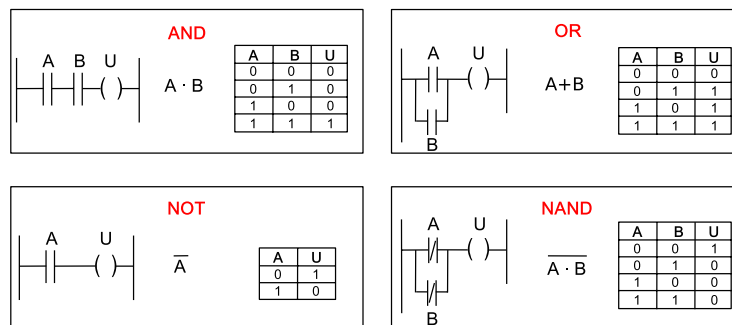 AND
A B U
A · B
A B U
0 0 0
0 1 0
1 0 0
1 1 1
OR
A U
B
A+B
A B U
0 0 0
0 1 1
1 0 1
1 1 1
NOT
A U
A̅
A U
0 1
1 0
NAND
A U
B
A̅ ̅·̅ ̅B̅
A B U
0 0 1
0 1 0
1 0 0
1 1 0